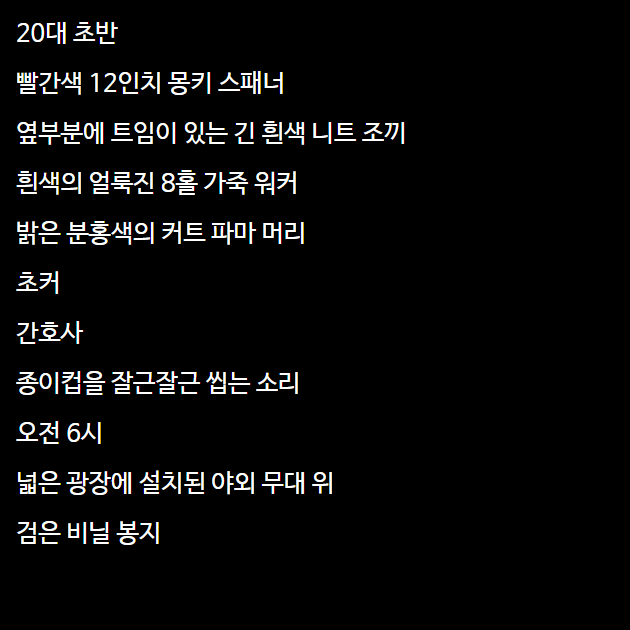 20대 초반
빨간색 12인치 몽키 스패너
옆부분에 트임이 있는 긴 흰색 니트 조끼
흰색의 얼룩진 8홀 가죽 워커
밝은 분홍색의 커트 파마 머리
초커
간호사
종이컵을 잘근잘근 씹는 소리
오전 6시
넓은 광장에 설치된 야외 무대 위
검은 비닐 봉지